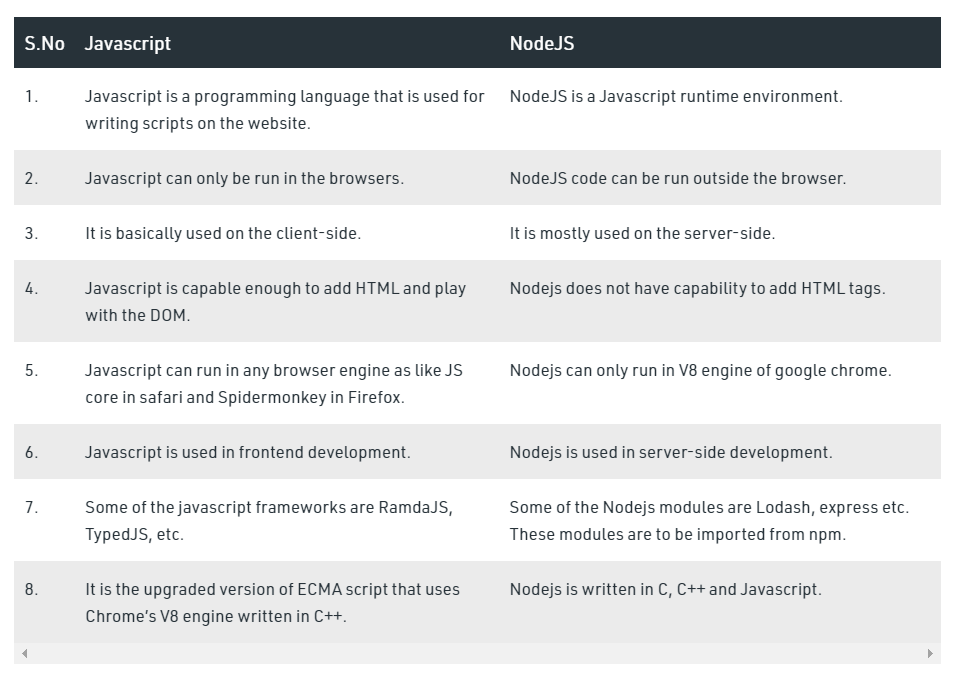 S.No Javascript NodeJS
1. Javascript is a programming language that is used for NodeJS is a Javascript runtime environment.
writing scripts on the website.
2. Javascript can only be run in the browsers. NodeJS code can be run outside the browser.
3. It is basically used on the client-side. It is mostly used on the server-side.
4. Javascript is capable enough to add HTML and play Nodejs does not have capability to add HTML tags.
with the DOM.
5. Javascript can run in any browser engine as like JS Nodejs can only run in V8 engine of google chrome.
core in safari and Spidermonkey in Firefox.
6. Javascript is used in frontend development. Nodejs is used in server-side development.
7. Some of the javascript frameworks are RamdaJS, Some of the Nodejs modules are Lodash, express etc.
TypedJS, etc. These modules are to be imported from npm.
8. It is the upgraded version of ECMA script that uses Nodejs is written in C, C++ and Javascript.
Chrome's V8 engine written in C++.